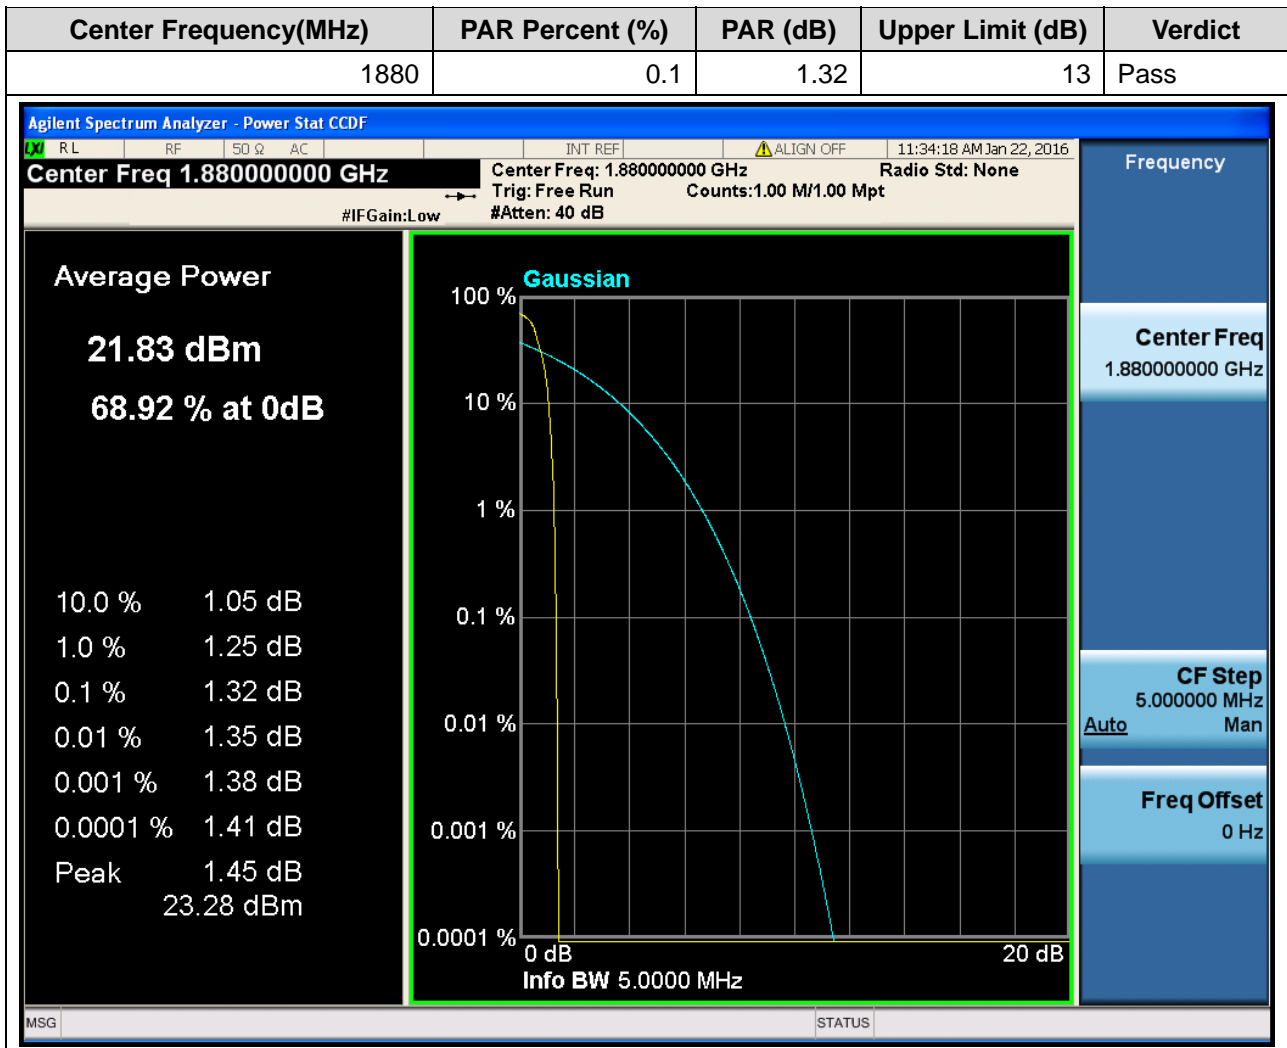 Center Frequency(MHz) PAR Percent (%) PAR (dB) Upper Limit (dB) Verdict
1880 0.1 1.32 13 Pass
Agilent Spectrum Analyzer - Power Stat CCDF
LXI RL RF 50 Ω AC INT REF ALIGN OFF 11:34:18 AM Jan 22, 2016
Center Freq 1.880000000 GHz
#IFGain:Low
Center Freq: 1.880000000 GHz Radio Std: None
Trig: Free Run Counts:1.00 M/1.00 Mpt
#Atten: 40 dB
Average Power
21.83 dBm
68.92 % at 0dB
10.0 % 1.05 dB
1.0 % 1.25 dB
0.1 % 1.32 dB
0.01 % 1.35 dB
0.001 % 1.38 dB
0.0001 % 1.41 dB
Peak 1.45 dB
23.28 dBm
Gaussian
100 %
10 %
1 %
0.1 %
0.01 %
0.001 %
0.0001 %
0 dB 20 dB
Info BW 5.0000 MHz
Frequency
Center Freq
1.880000000 GHz
CF Step
5.000000 MHz
Auto Man
Freq Offset
0 Hz
MSG STATUS